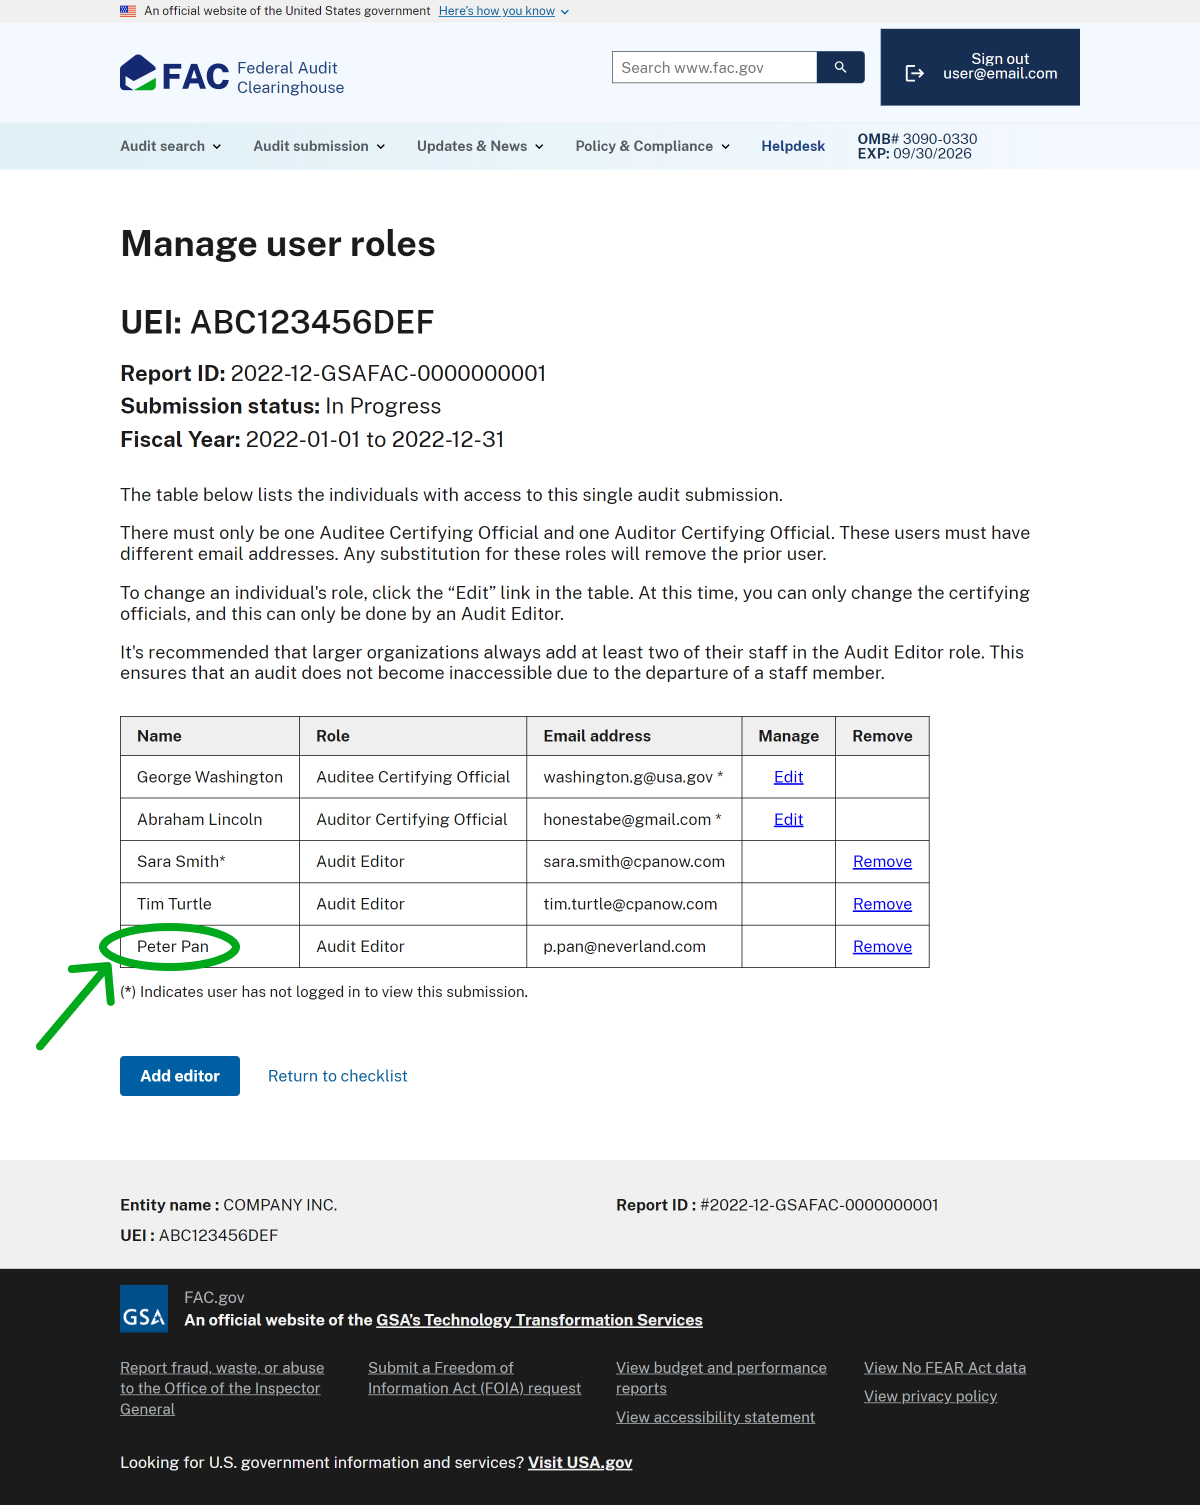 An official website of the United States government Here's how you know
FAC Federal Audit
Clearinghouse
Search www.fac.gov
Sign out
user@email.com
Audit search Audit submission Updates & News Policy & Compliance Helpdesk
OMB# 3090-0330
EXP: 09/30/2026
Manage user roles
UEI: ABC123456DEF
Report ID: 2022-12-GSAFAC-0000000001
Submission status: In Progress
Fiscal Year: 2022-01-01 to 2022-12-31
The table below lists the individuals with access to this single audit submission.
There must only be one Auditee Certifying Official and one Auditor Certifying Official. These users must have
different email addresses. Any substitution for these roles will remove the prior user.
To change an individual's role, click the “Edit” link in the table. At this time, you can only change the certifying
officials, and this can only be done by an Audit Editor.
It's recommended that larger organizations always add at least two of their staff in the Audit Editor role. This
ensures that an audit does not become inaccessible due to the departure of a staff member.
Name Role Email address Manage Remove
George Washington Auditee Certifying Official washington.g@usa.gov * Edit
Abraham Lincoln Auditor Certifying Official honestabe@gmail.com * Edit
Sara Smith* Audit Editor sara.smith@cpanow.com Remove
Tim Turtle Audit Editor tim.turtle@cpanow.com Remove
Peter Pan Audit Editor p.pan@neverland.com Remove
(*) Indicates user has not logged in to view this submission.
Add editor Return to checklist
Entity name : COMPANY INC. Report ID : #2022-12-GSAFAC-0000000001
UEI : ABC123456DEF
GSA
FAC.gov
An official website of the GSA's Technology Transformation Services
Report fraud, waste, or abuse
to the Office of the Inspector
General
Submit a Freedom of
Information Act (FOIA) request
View budget and performance
reports
View accessibility statement
View No FEAR Act data
View privacy policy
Looking for U.S. government information and services? Visit USA.gov